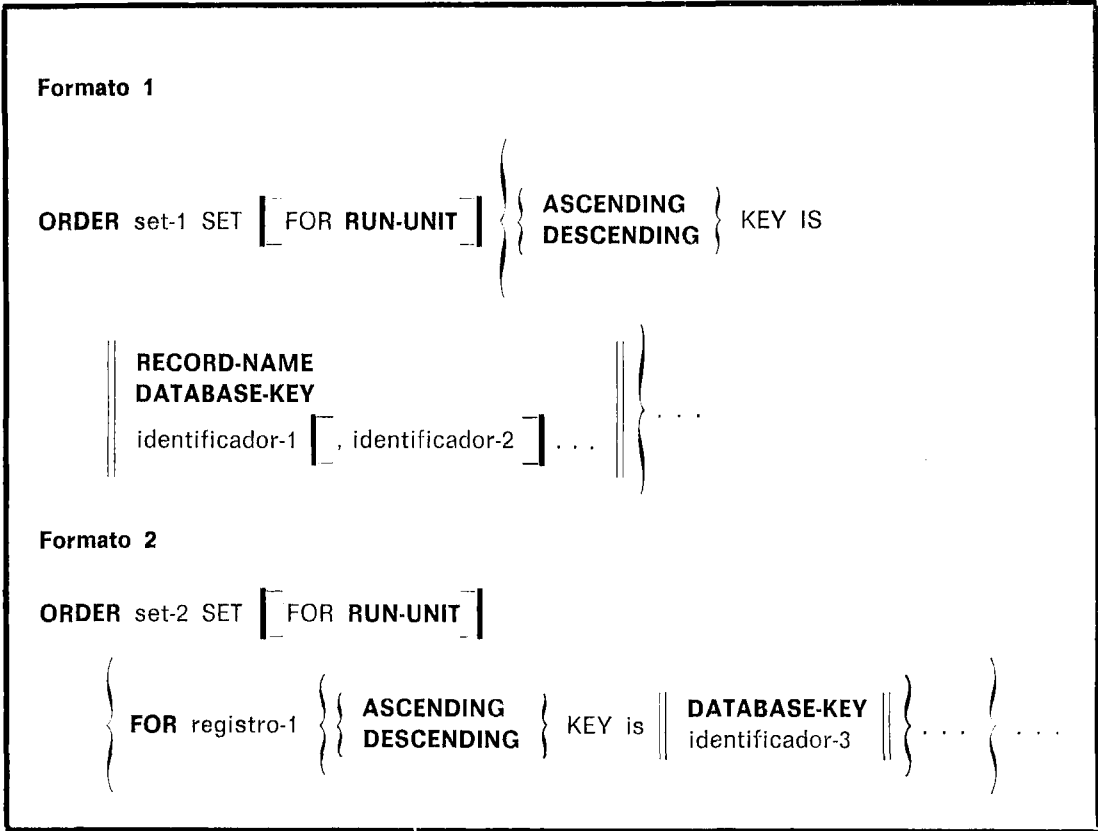 Formato 1
ORDER set-1 SET [ FOR RUN-UNIT ] { { ASCENDING
DESCENDING } KEY IS
|| RECORD-NAME
DATABASE-KEY
identificador-1 [ , identificador-2 ] . . . || } . . .
Formato 2
ORDER set-2 SET [ FOR RUN-UNIT ]
{ FOR registro-1 { { ASCENDING
DESCENDING } KEY is || DATABASE-KEY
identificador-3 || } . . . } . . .